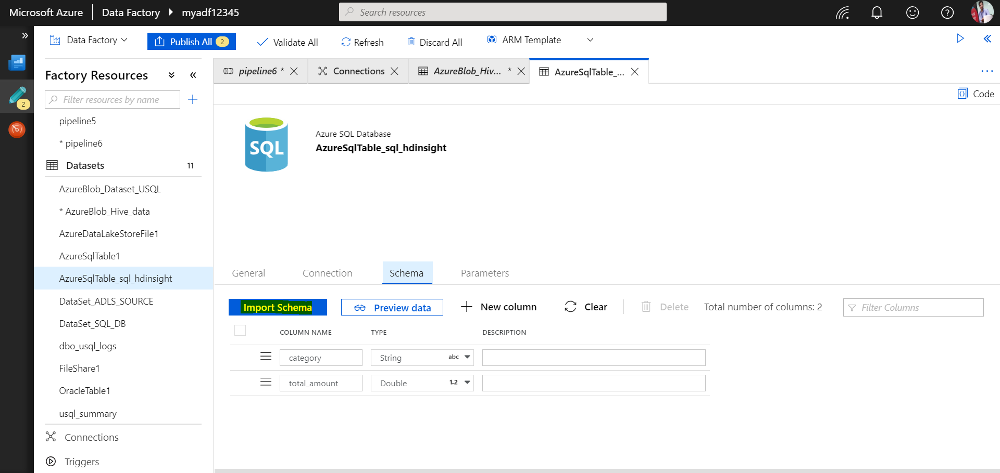 Microsoft Azure Data Factory myadf12345 Search resources
Data Factory Publish All 2 Validate All Refresh Discard All ARM Template
Factory Resources
Filter resources by name
2
pipeline5
* pipeline6
Datasets 11
AzureBlob_Dataset_USQL
* AzureBlob_Hive_data
AzureDataLakeStoreFile1
AzureSqlTable1
AzureSqlTable_sql_hdinsight
DataSet_ADLS_SOURCE
DataSet_SQL_DB
dbo_usql_logs
FileShare1
OracleTable1
usql_summary
Connections
Triggers
pipeline6 * Connections AzureBlob_Hiv... * AzureSqlTable_...
Code
SQL
Azure SQL Database
AzureSqlTable_sql_hdinsight
General Connection Schema Parameters
Import Schema Preview data New column Clear Delete Total number of columns: 2 Filter Columns
COLUMN NAME TYPE DESCRIPTION
category String abc
total_amount Double 1.2